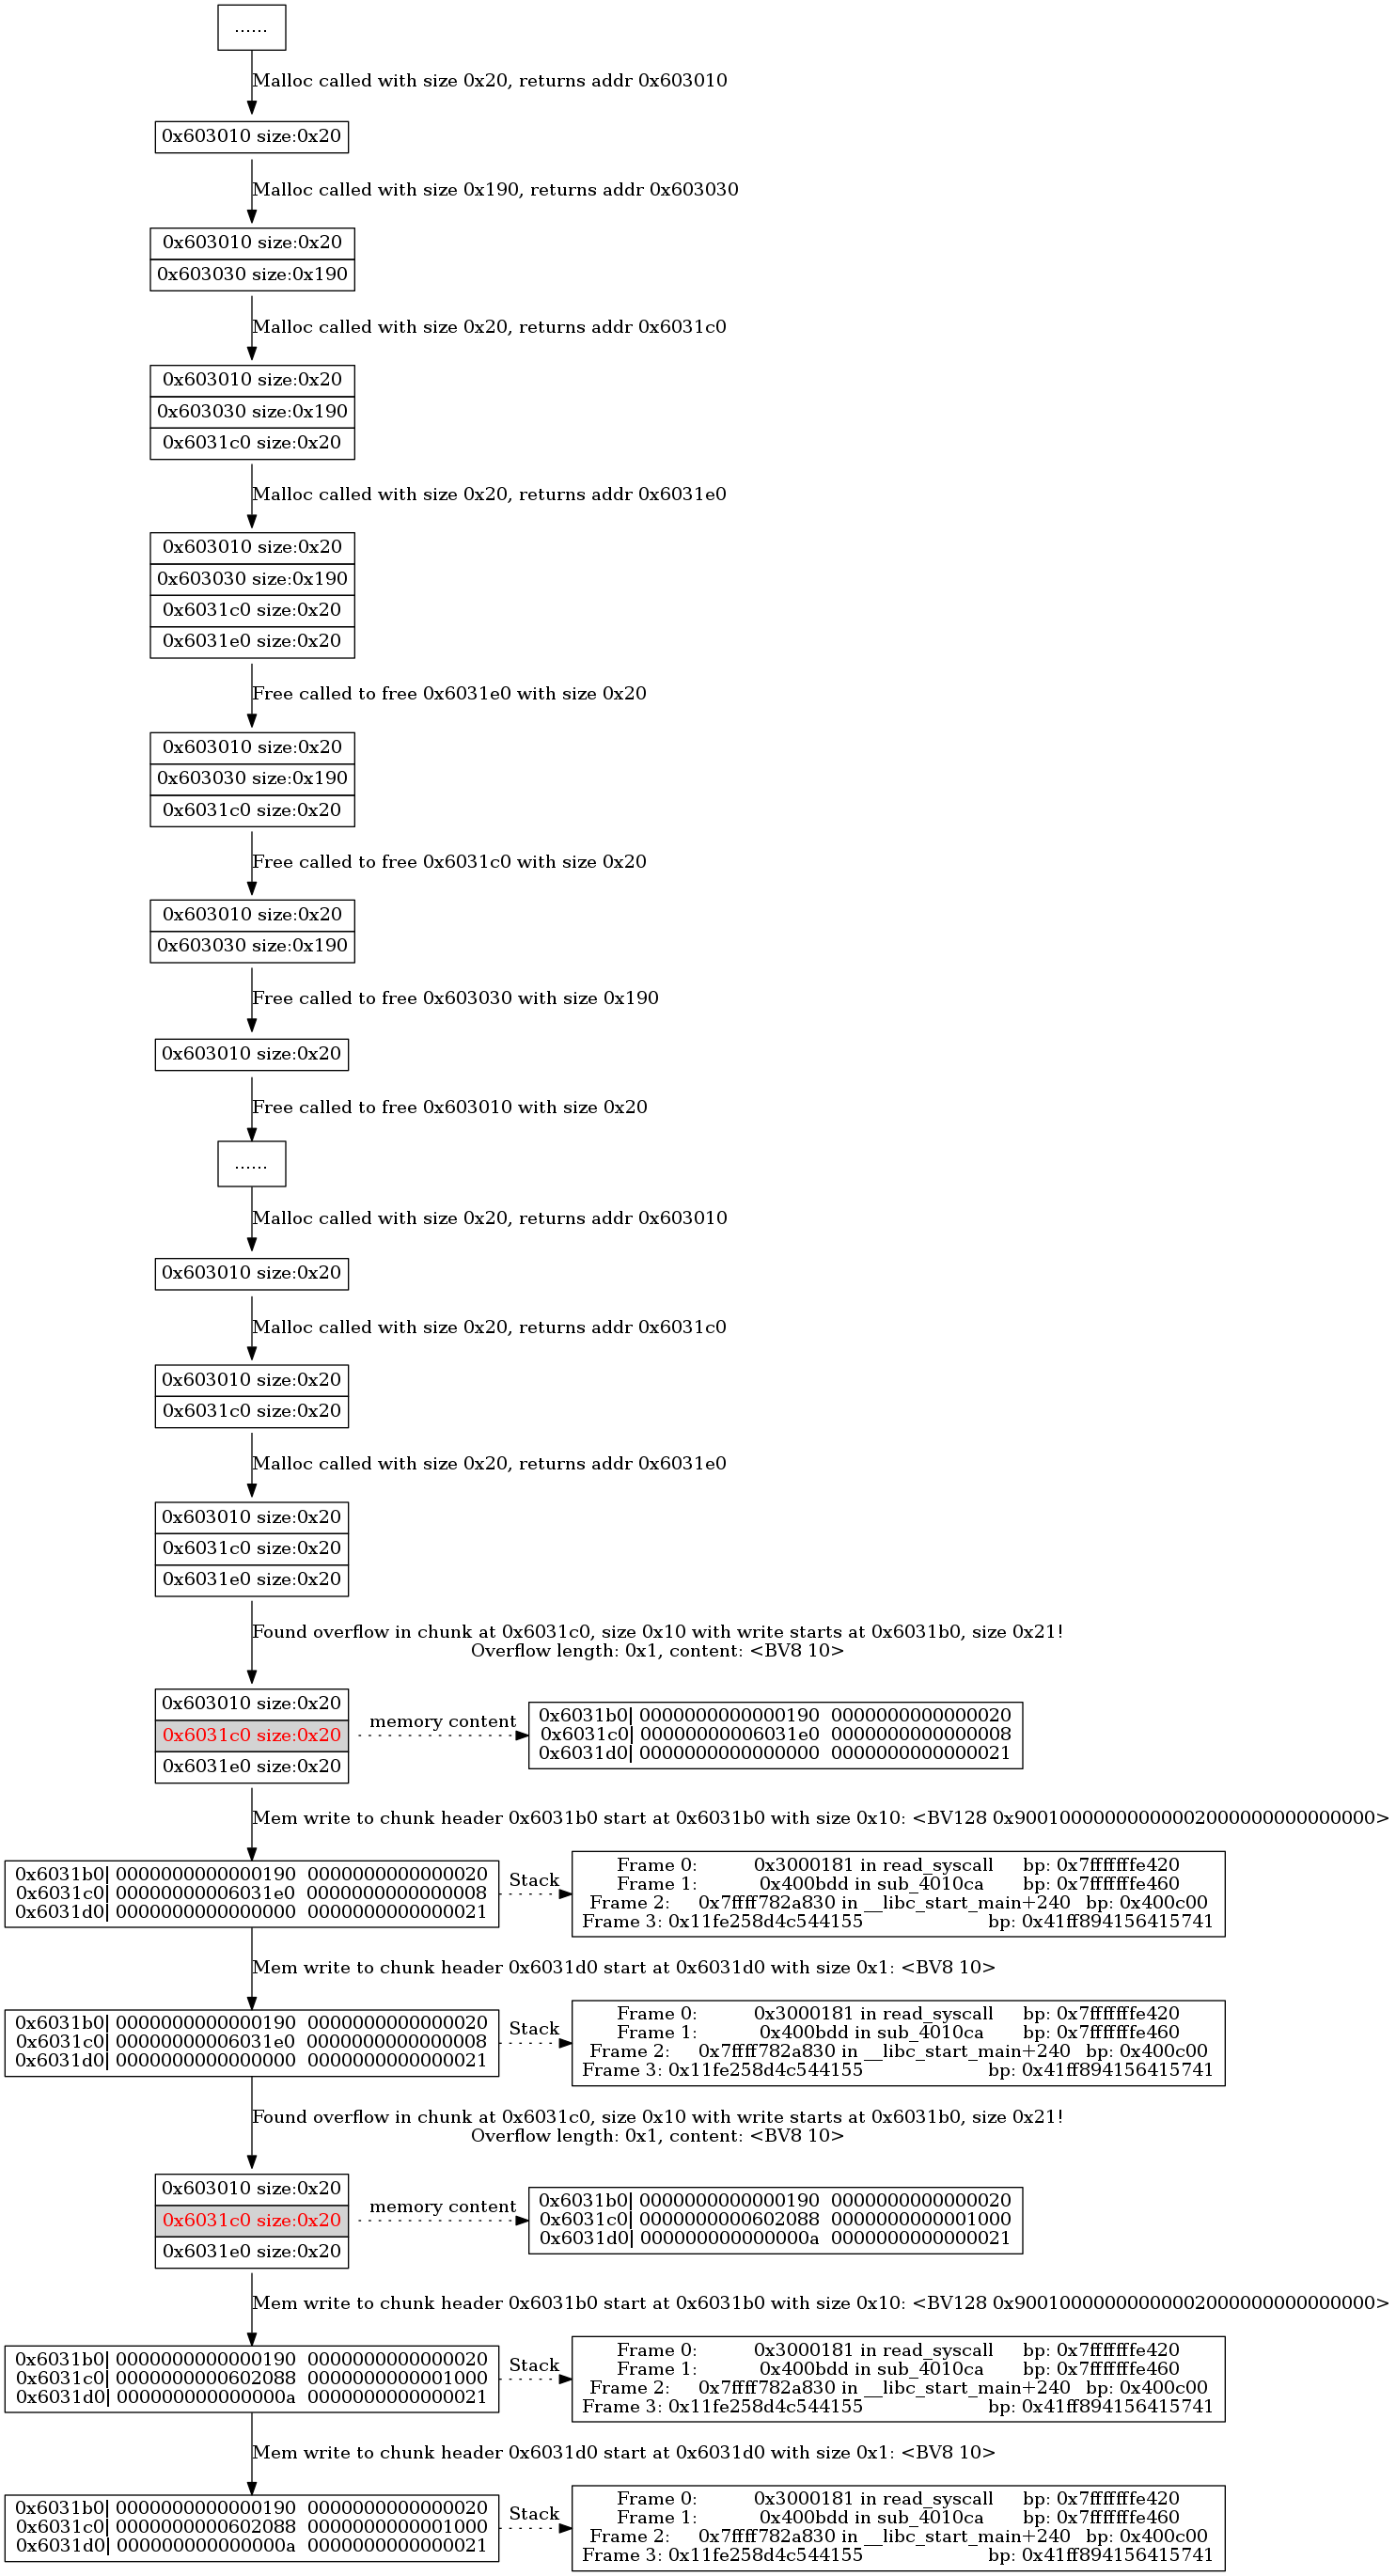 ......
Malloc called with size 0x20, returns addr 0x603010
0x603010 size:0x20
Malloc called with size 0x190, returns addr 0x603030
0x603010 size:0x20
0x603030 size:0x190
Malloc called with size 0x20, returns addr 0x6031c0
0x603010 size:0x20
0x603030 size:0x190
0x6031c0 size:0x20
Malloc called with size 0x20, returns addr 0x6031e0
0x603010 size:0x20
0x603030 size:0x190
0x6031c0 size:0x20
0x6031e0 size:0x20
Free called to free 0x6031e0 with size 0x20
0x603010 size:0x20
0x603030 size:0x190
0x6031c0 size:0x20
Free called to free 0x6031c0 with size 0x20
0x603010 size:0x20
0x603030 size:0x190
Free called to free 0x603030 with size 0x190
0x603010 size:0x20
Free called to free 0x603010 with size 0x20
......
Malloc called with size 0x20, returns addr 0x603010
0x603010 size:0x20
Malloc called with size 0x20, returns addr 0x6031c0
0x603010 size:0x20
0x6031c0 size:0x20
Malloc called with size 0x20, returns addr 0x6031e0
0x603010 size:0x20
0x6031c0 size:0x20
0x6031e0 size:0x20
Found overflow in chunk at 0x6031c0, size 0x10 with write starts at 0x6031b0, size 0x21!
Overflow length: 0x1, content: <BV8 10>
0x603010 size:0x20
0x6031c0 size:0x20
0x6031e0 size:0x20
memory content
0x6031b0| 0000000000000190 0000000000000020
0x6031c0| 00000000006031e0 0000000000000008
0x6031d0| 0000000000000000 0000000000000021
Mem write to chunk header 0x6031b0 start at 0x6031b0 with size 0x10: <BV128 0x90010000000000002000000000000000>
0x6031b0| 0000000000000190 0000000000000020
0x6031c0| 00000000006031e0 0000000000000008
0x6031d0| 0000000000000000 0000000000000021
Stack
Frame 0: 0x3000181 in read_syscall bp: 0x7fffffffe420
Frame 1: 0x400bdd in sub_4010ca bp: 0x7fffffffe460
Frame 2: 0x7ffff782a830 in __libc_start_main+240 bp: 0x400c00
Frame 3: 0x11fe258d4c544155 bp: 0x41ff894156415741
Mem write to chunk header 0x6031d0 start at 0x6031d0 with size 0x1: <BV8 10>
0x6031b0| 0000000000000190 0000000000000020
0x6031c0| 00000000006031e0 0000000000000008
0x6031d0| 0000000000000000 0000000000000021
Stack
Frame 0: 0x3000181 in read_syscall bp: 0x7fffffffe420
Frame 1: 0x400bdd in sub_4010ca bp: 0x7fffffffe460
Frame 2: 0x7ffff782a830 in __libc_start_main+240 bp: 0x400c00
Frame 3: 0x11fe258d4c544155 bp: 0x41ff894156415741
Found overflow in chunk at 0x6031c0, size 0x10 with write starts at 0x6031b0, size 0x21!
Overflow length: 0x1, content: <BV8 10>
0x603010 size:0x20
0x6031c0 size:0x20
0x6031e0 size:0x20
memory content
0x6031b0| 0000000000000190 0000000000000020
0x6031c0| 0000000000602088 0000000000001000
0x6031d0| 000000000000000a 0000000000000021
Mem write to chunk header 0x6031b0 start at 0x6031b0 with size 0x10: <BV128 0x90010000000000002000000000000000>
0x6031b0| 0000000000000190 0000000000000020
0x6031c0| 0000000000602088 0000000000001000
0x6031d0| 000000000000000a 0000000000000021
Stack
Frame 0: 0x3000181 in read_syscall bp: 0x7fffffffe420
Frame 1: 0x400bdd in sub_4010ca bp: 0x7fffffffe460
Frame 2: 0x7ffff782a830 in __libc_start_main+240 bp: 0x400c00
Frame 3: 0x11fe258d4c544155 bp: 0x41ff894156415741
Mem write to chunk header 0x6031d0 start at 0x6031d0 with size 0x1: <BV8 10>
0x6031b0| 0000000000000190 0000000000000020
0x6031c0| 0000000000602088 0000000000001000
0x6031d0| 000000000000000a 0000000000000021
Stack
Frame 0: 0x3000181 in read_syscall bp: 0x7fffffffe420
Frame 1: 0x400bdd in sub_4010ca bp: 0x7fffffffe460
Frame 2: 0x7ffff782a830 in __libc_start_main+240 bp: 0x400c00
Frame 3: 0x11fe258d4c544155 bp: 0x41ff894156415741